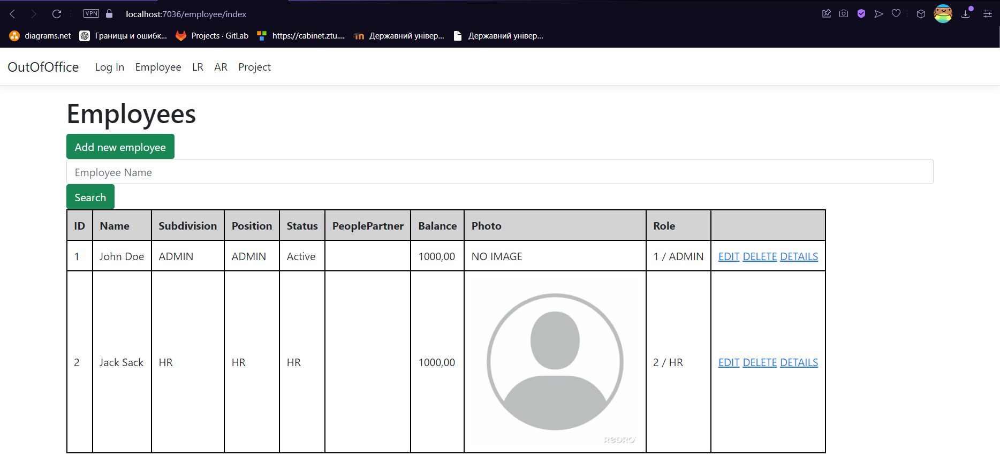 VPN localhost:7036/employee/index
diagrams.net Границы и ошибк... Projects · GitLab https://cabinet.ztu.... Державний універ... Державний універ...
OutOfOffice Log In Employee LR AR Project
Employees
Add new employee
Employee Name
Search
ID Name Subdivision Position Status PeoplePartner Balance Photo Role
1 John Doe ADMIN ADMIN Active 1000,00 NO IMAGE 1 / ADMIN EDIT DELETE DETAILS
2 Jack Sack HR HR HR 1000,00 2 / HR EDIT DELETE DETAILS
REDRO